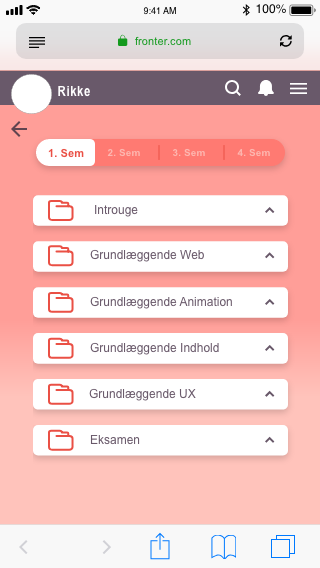 9:41 AM
100%
fronter.com
Rikke
1. Sem
2. Sem
3. Sem
4. Sem
Introuge
Grundlæggende Web
Grundlæggende Animation
Grundlæggende Indhold
Grundlæggende UX
Eksamen